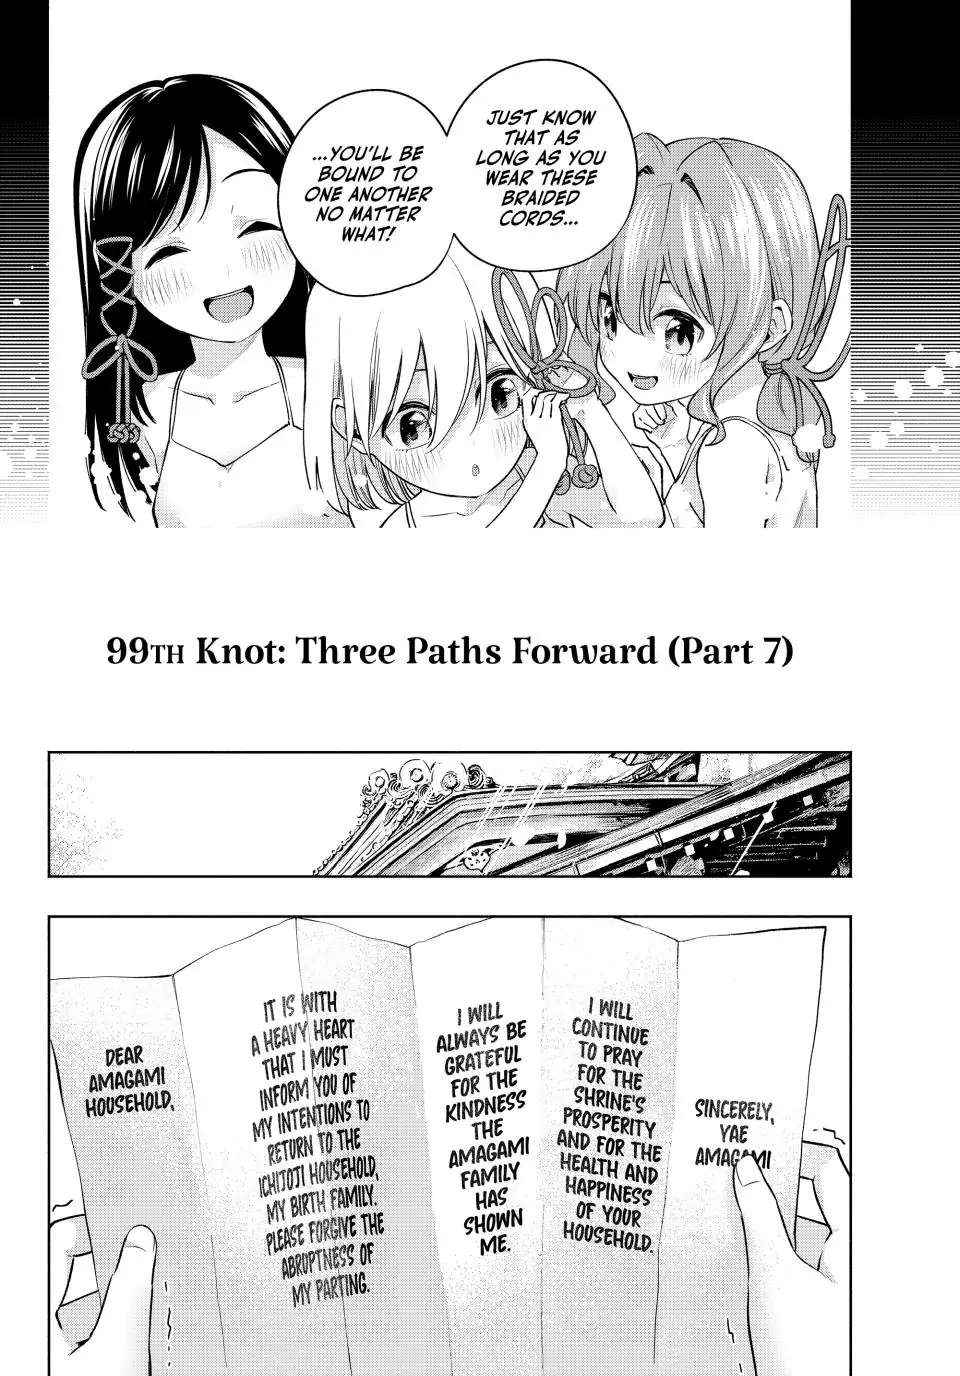 JUST KNOW
THAT AS
LONG AS YOU
WEAR THESE
BRAIDED
CORDS...
...YOU'LL BE
BOUND TO
ONE ANOTHER
NO MATTER
WHAT!
99TH Knot: Three Paths Forward (Part 7)
DEAR
AMAGAMI
HOUSEHOLD,
IT IS WITH
A HEAVY HEART
THAT I MUST
INFORM YOU OF
MY INTENTIONS TO
RETURN TO THE
ICHIJOJI HOUSEHOLD,
MY BIRTH FAMILY.
PLEASE FORGIVE THE
ABRUPTNESS OF
MY PARTING.
I WILL
ALWAYS BE
GRATEFUL
FOR THE
KINDNESS
THE
AMAGAMI
FAMILY
HAS
SHOWN
ME.
I WILL
CONTINUE
TO PRAY
FOR THE
SHRINE'S
PROSPERITY
AND FOR THE
HEALTH AND
HAPPINESS
OF YOUR
HOUSEHOLD.
SINCERELY,
YAE
AMAGAMI